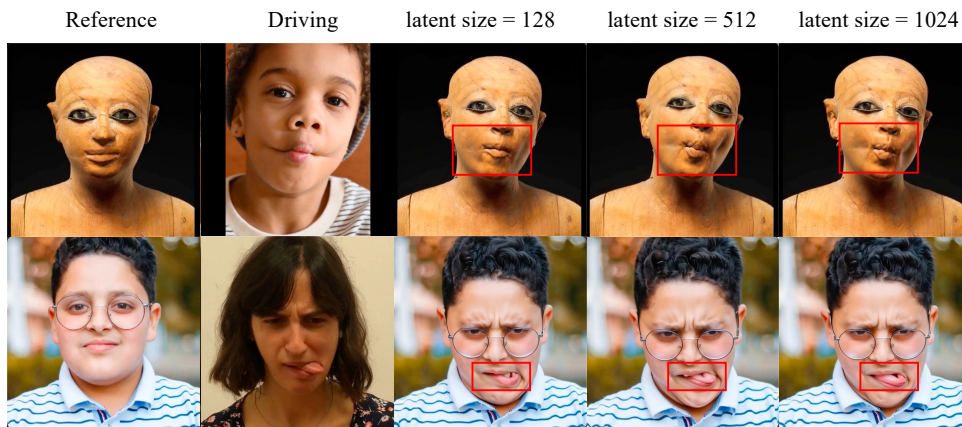 Reference Driving latent size = 128 latent size = 512 latent size = 1024